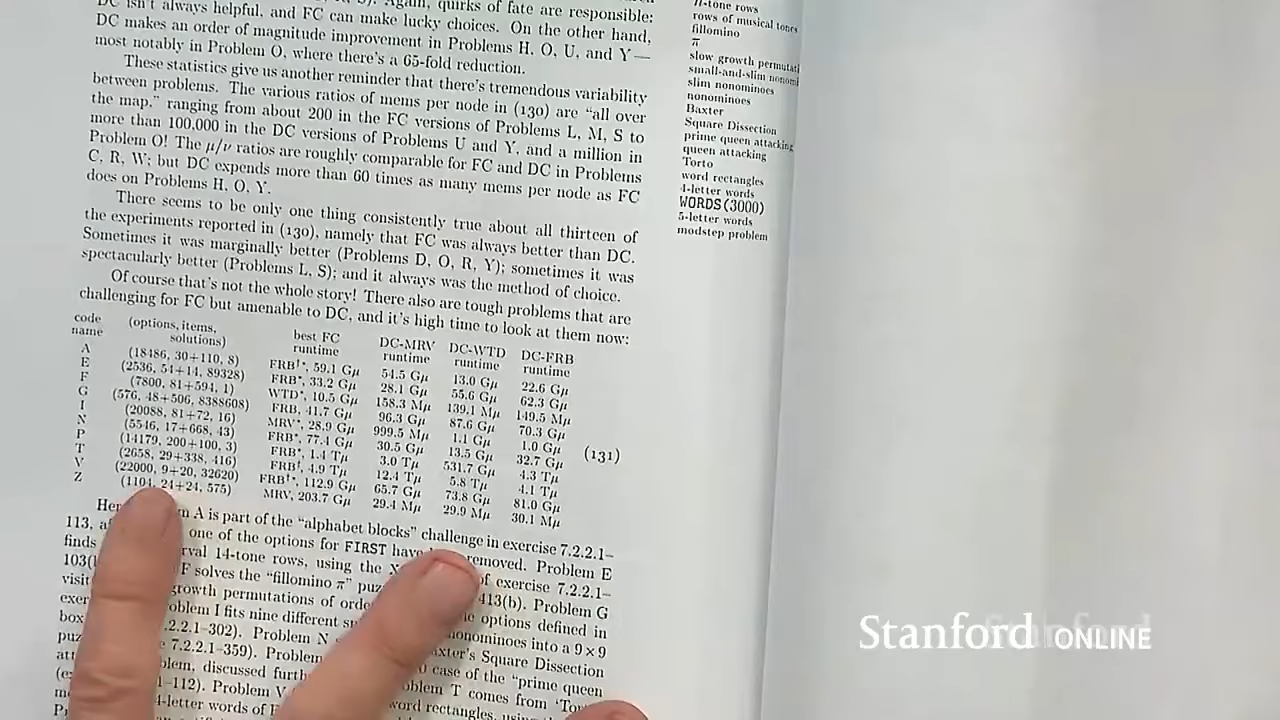 DC isn't always helpful, and FC can make lucky choices. On the other hand,
Again, quirks of fate are responsible:
DC makes an order of magnitude improvement in Problems H, O, U, and Y—
most notably in Problem O, where there's a 65-fold reduction.
These statistics give us another reminder that there's tremendous variability
between problems. The various ratios of mems per node in (130) are "all over
the map," ranging from about 200 in the FC versions of Problems L, M, S to
more than 100,000 in the DC versions of Problems U and Y, and a million in
Problem O! The μ/ν ratios are roughly comparable for FC and DC in Problems
C, R, W; but DC expends more than 60 times as many mems per node as FC
does on Problems H, O, Y.
There seems to be only one thing consistently true about all thirteen of
the experiments reported in (130), namely that FC was always better than DC.
Sometimes it was marginally better (Problems D, O, R, Y); sometimes it was
spectacularly better (Problems L, S); and it always was the method of choice.
Of course that's not the whole story! There also are tough problems that are
challenging for FC but amenable to DC, and it's high time to look at them now:
code name (options, items, solutions) best FC runtime DC-MRV runtime DC-WTD runtime DC-FRB runtime
A (18486, 30+110, 8) FRB†*, 59.1 Gμ 54.5 Gμ 13.0 Gμ 22.6 Gμ
E (2536, 54+14, 89328) FRB*, 33.2 Gμ 28.1 Gμ 55.6 Gμ 62.3 Gμ
F (7800, 81+594, 1) WTD*, 10.5 Gμ 158.3 Mμ 139.1 Mμ 149.5 Mμ
G (576, 48+506, 8388608) FRB, 41.7 Gμ 96.3 Gμ 87.6 Gμ 70.3 Gμ
I (20088, 81+72, 16) MRV*, 28.9 Gμ 999.5 Mμ 1.1 Gμ 1.0 Gμ
N (5546, 17+668, 43) FRB*, 77.4 Gμ 30.5 Gμ 13.5 Gμ 32.7 Gμ
P (14179, 200+100, 3) FRB*, 1.4 Tμ 3.0 Tμ 531.7 Gμ 4.3 Tμ
T (2658, 29+338, 416) FRB†, 4.9 Tμ 12.4 Tμ 5.8 Tμ 4.1 Tμ
V (22000, 9+20, 32620) FRB†*, 112.9 Gμ 65.7 Gμ 73.8 Gμ 81.0 Gμ
Z (1104, 24+24, 575) MRV, 203.7 Gμ 29.4 Mμ 29.9 Mμ 30.1 Mμ
(131)
A is part of the "alphabet blocks" challenge in exercise 7.2.2.1–
113, one of the options for FIRST have removed. Problem E
finds 14-tone rows, using the of exercise 7.2.2.1–
F solves the "fillomino π" 413(b). Problem G
visit growth permutations of options defined in
I fits nine different nonominoes into a 9×9
box .2.2.1–302). Problem N Square Dissection
7.2.2.1–359). Problem case of the "prime queen
discussed Problem T comes from
1–112). Problem V word rectangles,
4-letter words of
rows of musical tones
fillomino
π
slow growth
small-and-slim
slim nonominoes
nonominoes
Baxter
Square Dissection
prime queen attacking
queen attacking
Torto
word rectangles
4-letter words
WORDS(3000)
5-letter words
modstep problem
Stanford ONLINE